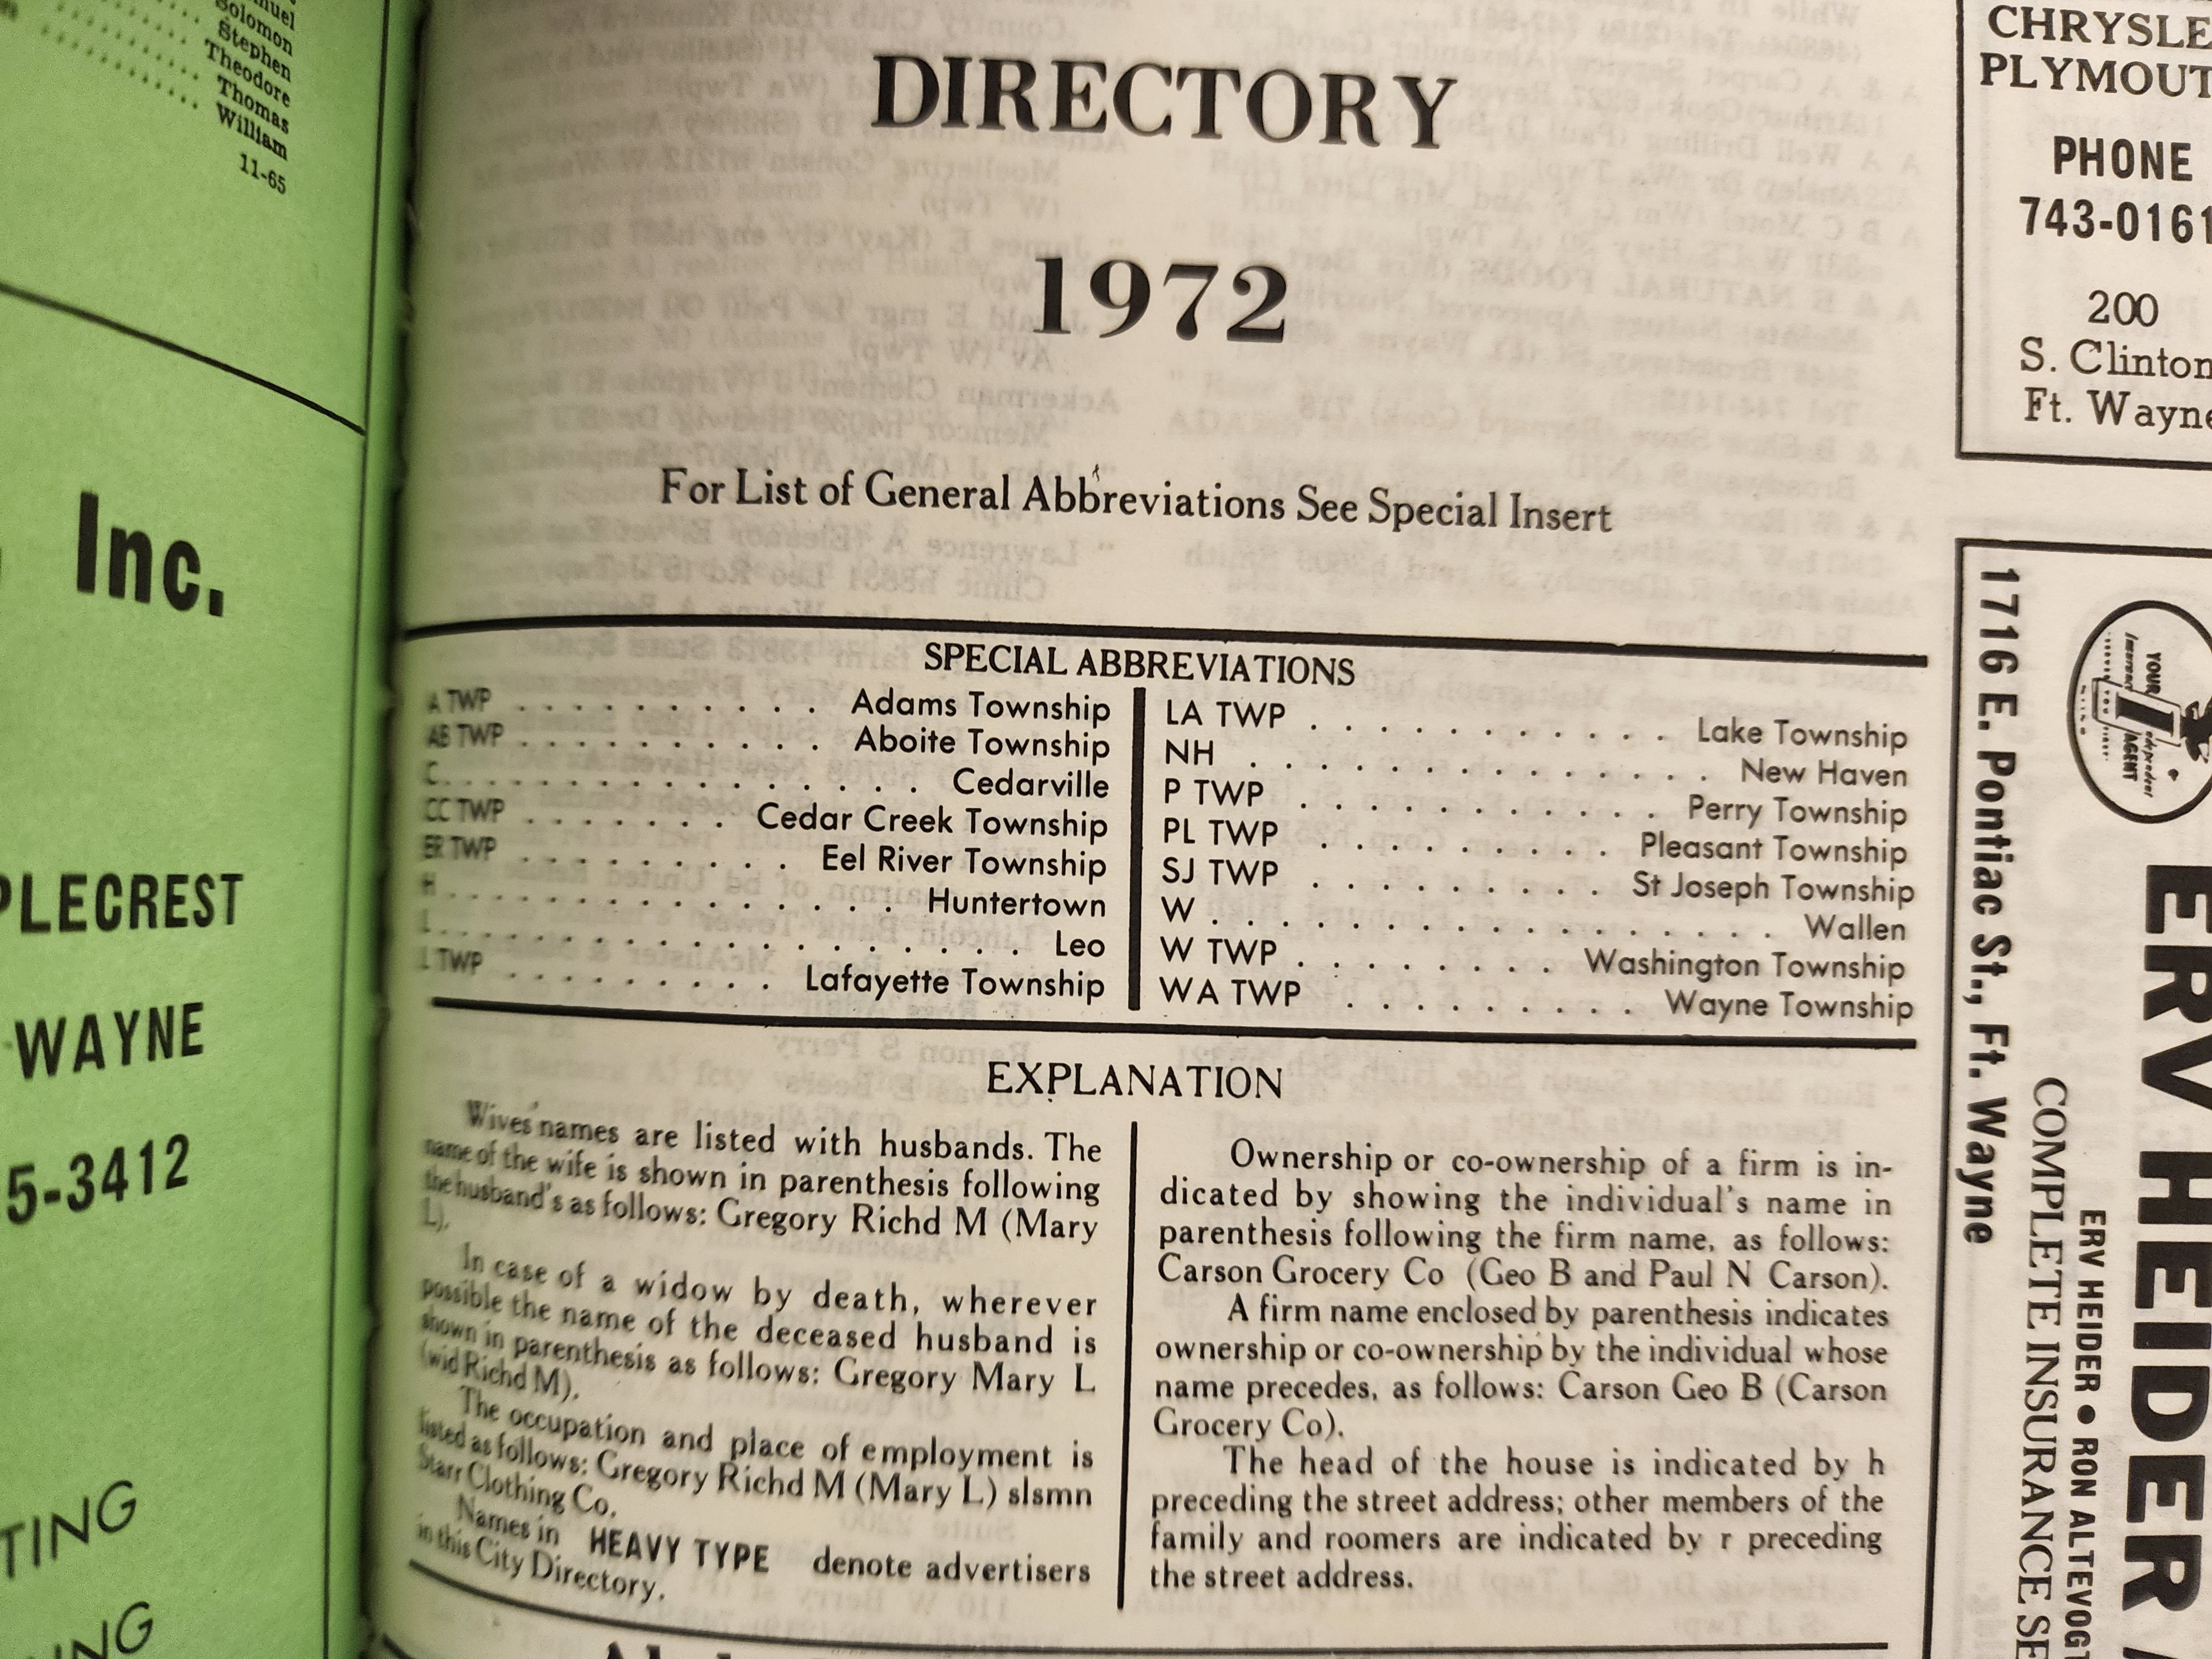 Solomon
Stephen
Theodore
Thomas
William
11-65
Inc.
WAYNE
5-3412
DIRECTORY
1972
For List of General Abbreviations See Special Insert
SPECIAL ABBREVIATIONS
A TWP . . . . . . . . . . Adams Township
AB TWP . . . . . . . . . . Aboite Township
C. . . . . . . . . . . . . . . Cedarville
CC TWP . . . . . . . Cedar Creek Township
ER TWP . . . . . . . . . Eel River Township
H . . . . . . . . . . . . . . Huntertown
L. . . . . . . . . . . . . . . . . Leo
L TWP . . . . . . . . . Lafayette Township
LA TWP . . . . . . . . . . . Lake Township
NH . . . . . . . . . . . . . . New Haven
P TWP . . . . . . . . . . . Perry Township
PL TWP . . . . . . . . . Pleasant Township
SJ TWP . . . . . . . . . St Joseph Township
W . . . . . . . . . . . . . . . . . Wallen
W TWP . . . . . . . . Washington Township
WA TWP . . . . . . . . . Wayne Township
EXPLANATION
Wives' names are listed with husbands. The
name of the wife is shown in parenthesis following
the husband's as follows: Gregory Richd M (Mary
L).
In case of a widow by death, wherever
possible the name of the deceased husband is
shown in parenthesis as follows: Gregory Mary L
(wid Richd M).
The occupation and place of employment is
listed as follows: Gregory Richd M (Mary L) slsmn
Starr Clothing Co.
Names in HEAVY TYPE denote advertisers
in this City Directory.
Ownership or co-ownership of a firm is in-
dicated by showing the individual's name in
parenthesis following the firm name, as follows:
Carson Grocery Co (Geo B and Paul N Carson).
A firm name enclosed by parenthesis indicates
ownership or co-ownership by the individual whose
name precedes, as follows: Carson Geo B (Carson
Grocery Co).
The head of the house is indicated by h
preceding the street address; other members of the
family and roomers are indicated by r preceding
the street address.
CHRYSLE
PLYMOUT
PHONE
743-0161
200
S. Clinton
Ft. Wayne
YOUR
Independent
Insurance
AGENT
ERV HEIDER
ERV HEIDER • RON ALTEVOGT
COMPLETE INSURANCE SE
1716 E. Pontiac St., Ft. Wayne